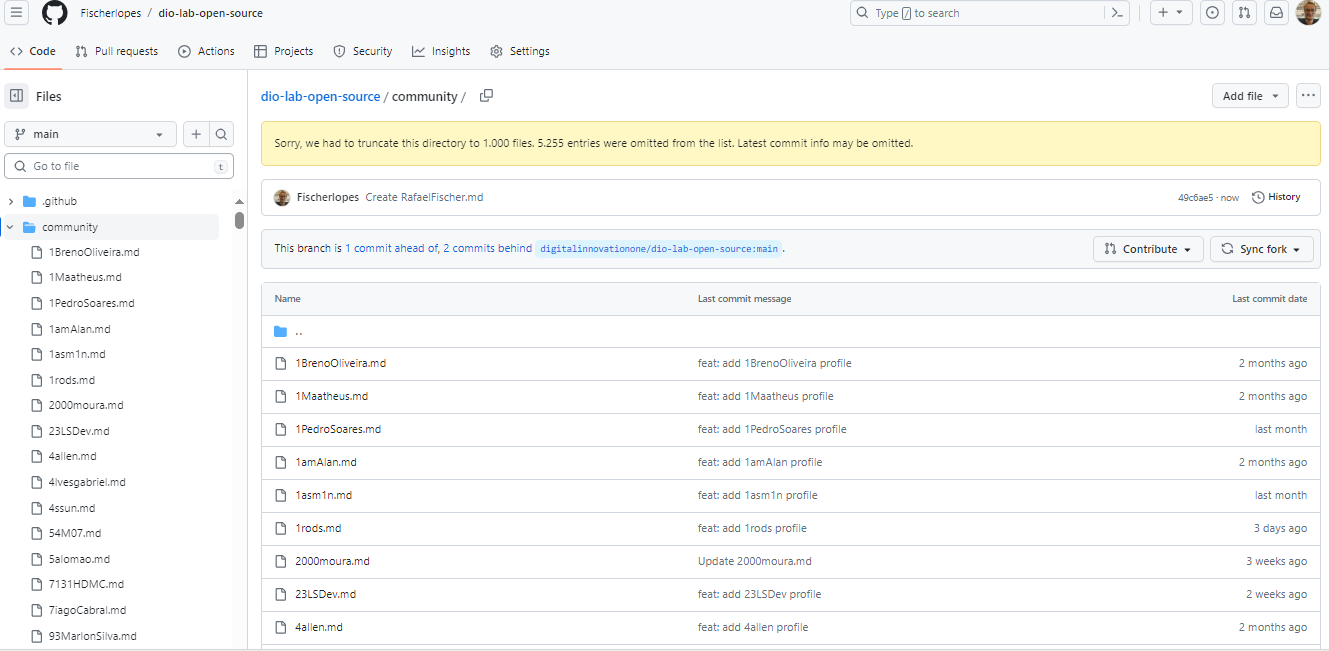 Fischerlopes / dio-lab-open-source
Type / to search
Code Pull requests Actions Projects Security Insights Settings
Files
main
Go to file t
.github
community
1BrenoOliveira.md
1Maatheus.md
1PedroSoares.md
1amAlan.md
1asm1n.md
1rods.md
2000moura.md
23LSDev.md
4allen.md
4lvesgabriel.md
4ssun.md
54M07.md
5alomao.md
7131HDMC.md
7iagoCabral.md
93MarlonSilva.md
dio-lab-open-source / community /
Add file
Sorry, we had to truncate this directory to 1.000 files. 5.255 entries were omitted from the list. Latest commit info may be omitted.
Fischerlopes Create RafaelFischer.md 49c6ae5 · now History
This branch is 1 commit ahead of, 2 commits behind digitalinnovationone/dio-lab-open-source:main .
Contribute Sync fork
Name Last commit message Last commit date
..
1BrenoOliveira.md feat: add 1BrenoOliveira profile 2 months ago
1Maatheus.md feat: add 1Maatheus profile 2 months ago
1PedroSoares.md feat: add 1PedroSoares profile last month
1amAlan.md feat: add 1amAlan profile 2 months ago
1asm1n.md feat: add 1asm1n profile last month
1rods.md feat: add 1rods profile 3 days ago
2000moura.md Update 2000moura.md 3 weeks ago
23LSDev.md feat: add 23LSDev profile 2 weeks ago
4allen.md feat: add 4allen profile 2 months ago